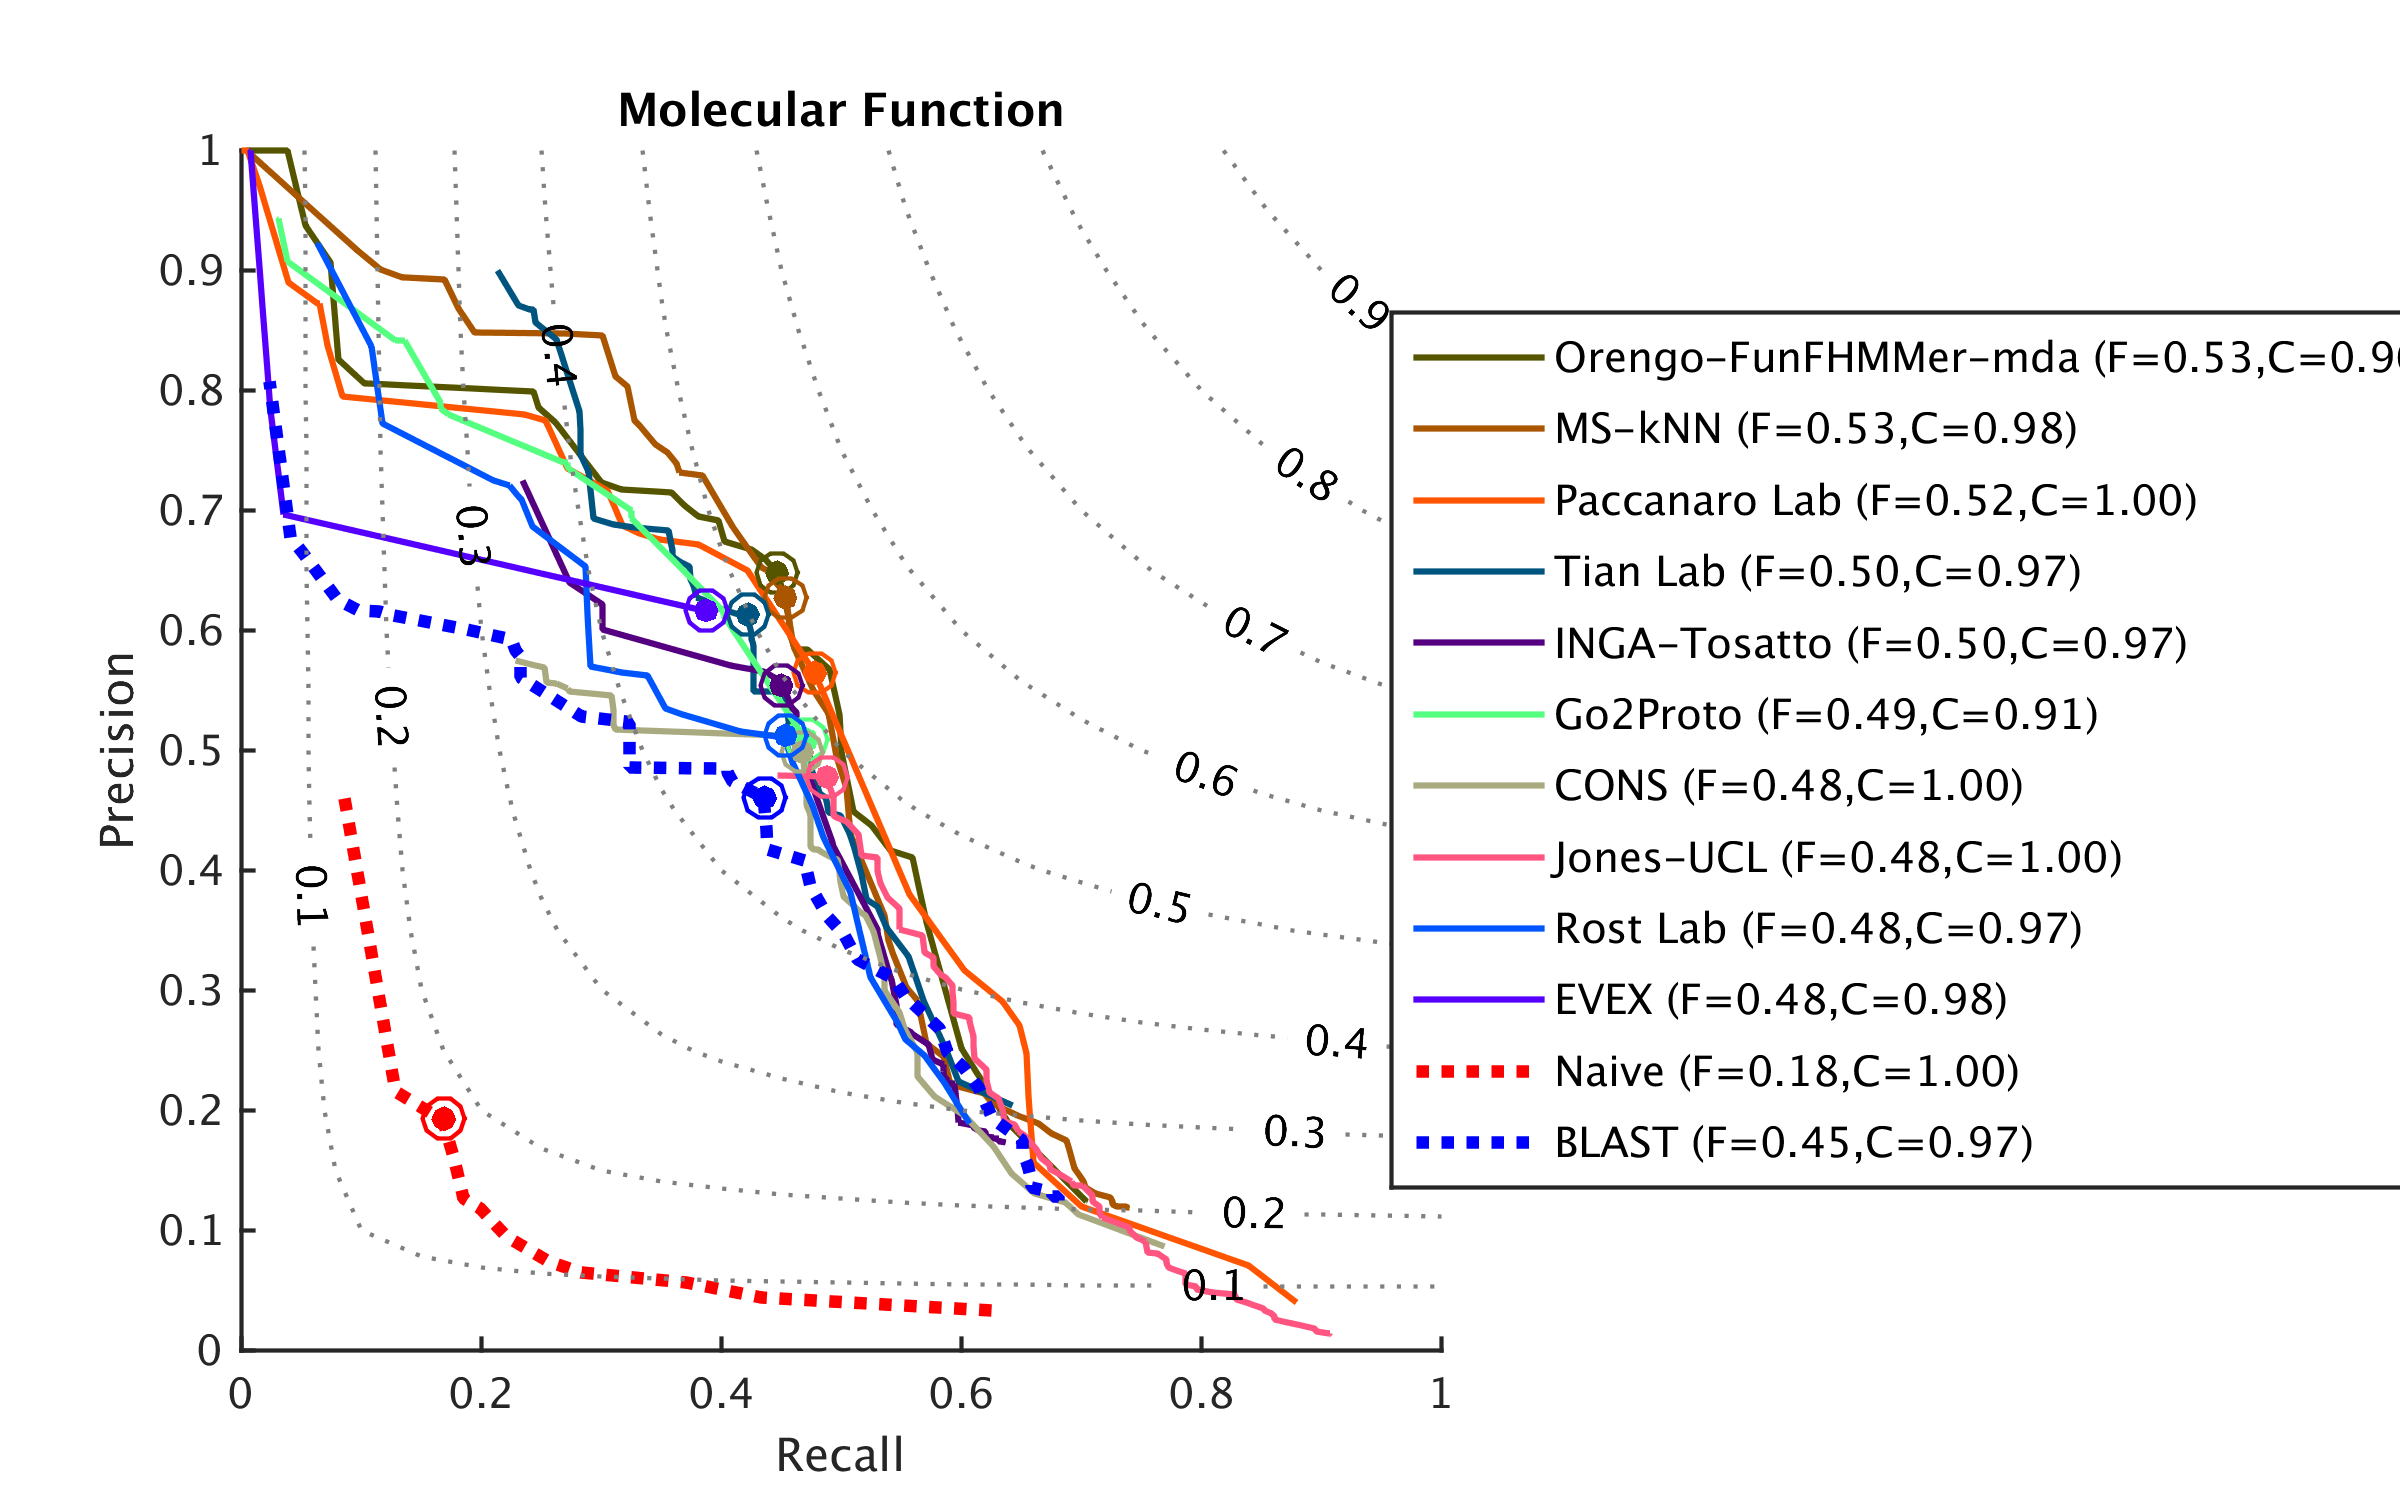 Molecular Function
1
0.9
0.8
0.7
0.6
0.5
0.4
0.3
0.2
0.1
0
Precision
0
0.2
0.4
0.6
0.8
1
Recall
0.4
0.3
0.2
0.1
0.9
0.8
0.7
0.6
0.5
0.4
0.3
0.2
0.1
Orengo-FunFHMMer-mda (F=0.53,C=0.9
MS-kNN (F=0.53,C=0.98)
Paccanaro Lab (F=0.52,C=1.00)
Tian Lab (F=0.50,C=0.97)
INGA-Tosatto (F=0.50,C=0.97)
Go2Proto (F=0.49,C=0.91)
CONS (F=0.48,C=1.00)
Jones-UCL (F=0.48,C=1.00)
Rost Lab (F=0.48,C=0.97)
EVEX (F=0.48,C=0.98)
Naive (F=0.18,C=1.00)
BLAST (F=0.45,C=0.97)